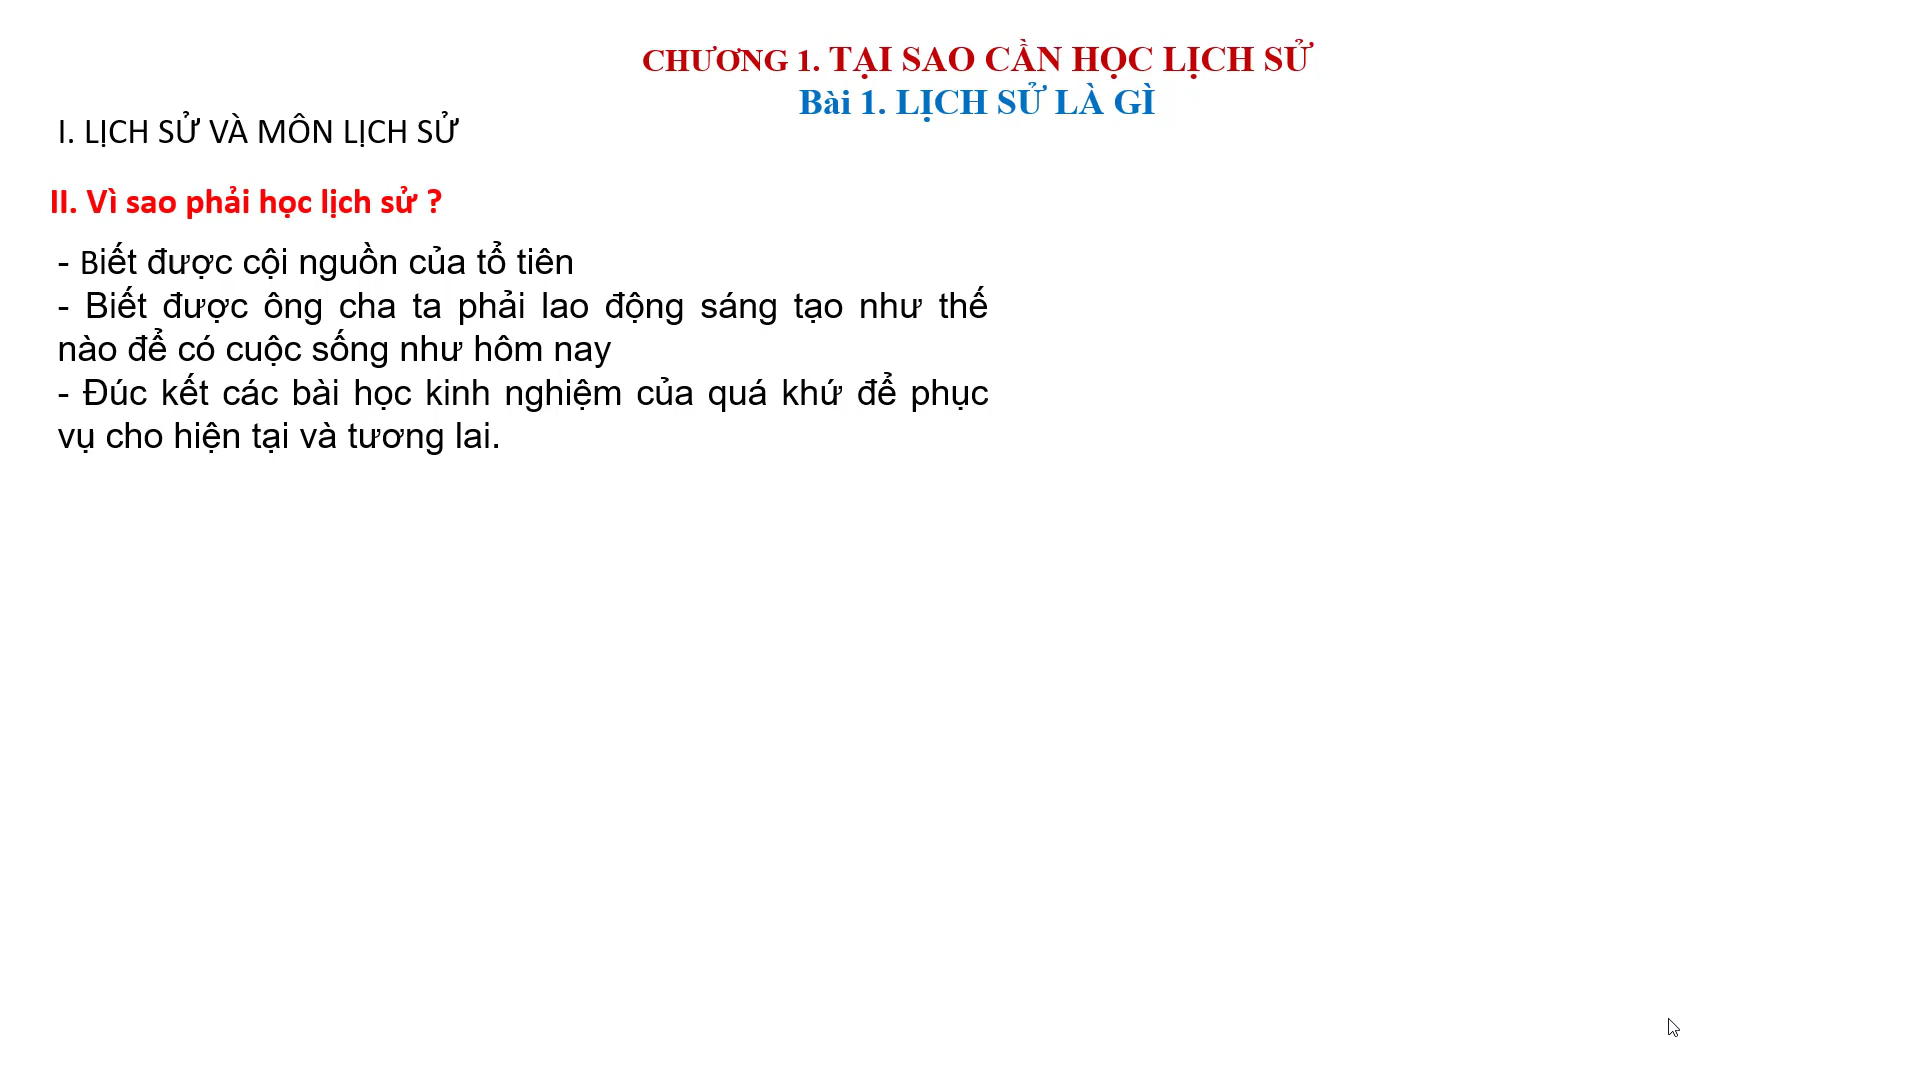 CHƯƠNG 1. TẠI SAO CẦN HỌC LỊCH SỬ
Bài 1. LỊCH SỬ LÀ GÌ
I. LỊCH SỬ VÀ MÔN LỊCH SỬ
II. Vì sao phải học lịch sử ?
- Biết được cội nguồn của tổ tiên
- Biết được ông cha ta phải lao động sáng tạo như thế
nào để có cuộc sống như hôm nay
- Đúc kết các bài học kinh nghiệm của quá khứ để phục
vụ cho hiện tại và tương lai.